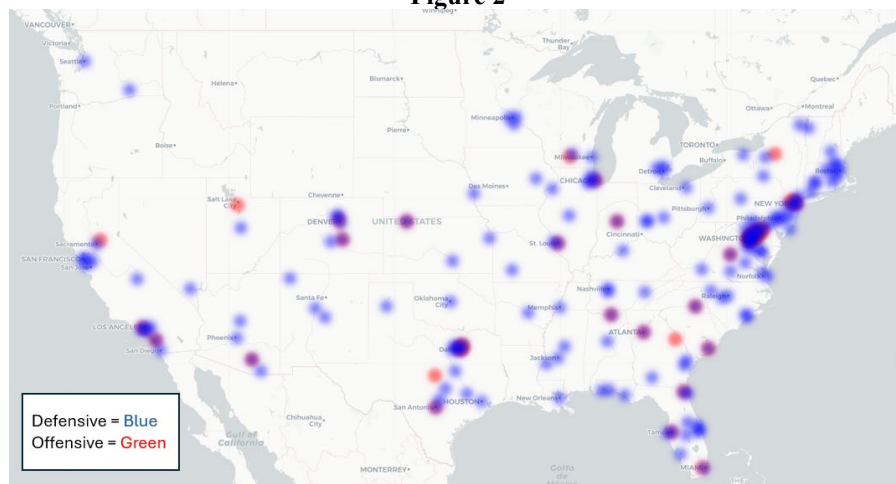 Figure 2
Winnipeg
VANCOUVER
Victoria
Seattle
Thunder
Bay
Helena
Bismarck
Quebec
Portland
Ottawa
Montreal
Minneapolis
Pierre
Boise
TORONTO
Buffalo
Milwaukee
Boston
Detroit
CHICAGO
Cleveland
Des Moines
Salt Lake
City
Cheyenne
NEW YORK
Pittsburgh
Philadelphia
DENVER
UNITED STATES
Sacramento
WASHINGTON
Cincinnati
St. Louis
SAN FRANCISCO
San Jose
Norfolk
Nashville
Raleigh
Santa Fe
Oklahoma
City
Memphis
LOS ANGELES
ATLANTA
Phoenix
San Diego
Dallas
Jackson
New Orleans
HOUSTON
San Antonio
Defensive = Blue
Offensive = Green
Chihuahua
City
Gulf of
California
Tampa
MIAMI
MONTERREY
Golfo
de
THE